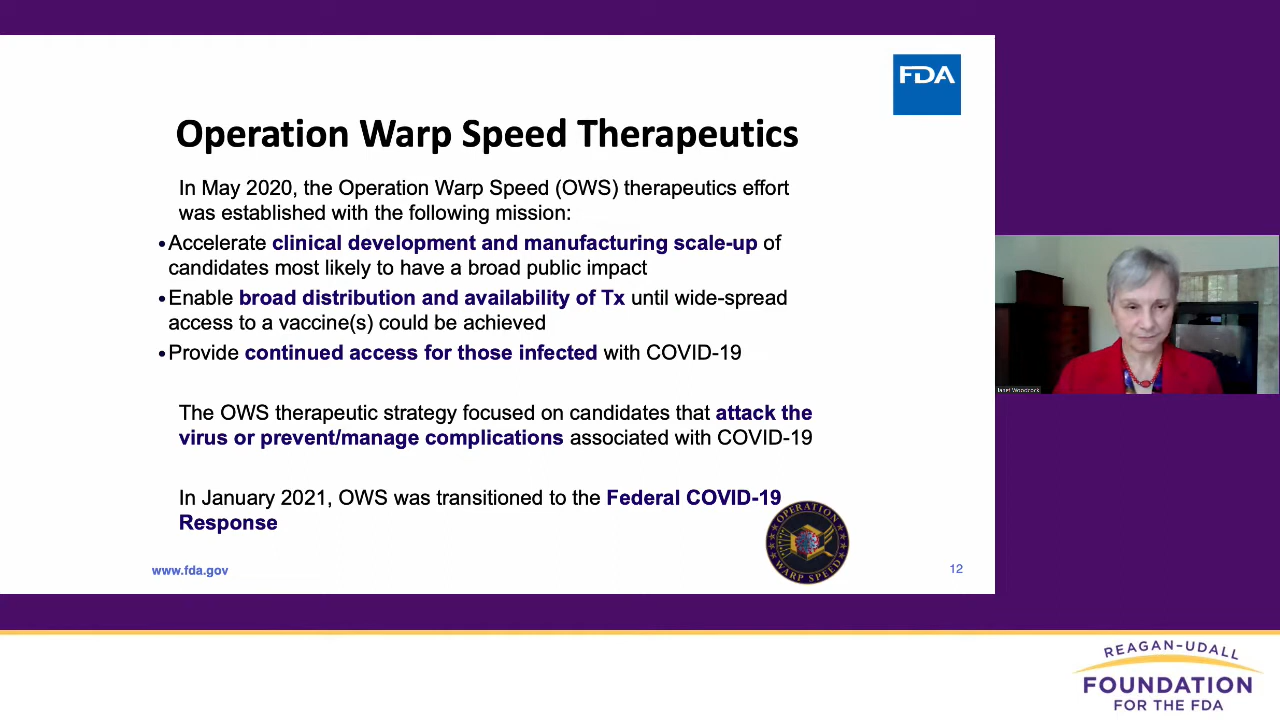 FDA
Operation Warp Speed Therapeutics
In May 2020, the Operation Warp Speed (OWS) therapeutics effort
was established with the following mission:
•Accelerate clinical development and manufacturing scale-up of
candidates most likely to have a broad public impact
•Enable broad distribution and availability of Tx until wide-spread
access to a vaccine(s) could be achieved
•Provide continued access for those infected with COVID-19
The OWS therapeutic strategy focused on candidates that attack the
virus or prevent/manage complications associated with COVID-19
In January 2021, OWS was transitioned to the Federal COVID-19
Response
OPERATION
WARP SPEED
www.fda.gov
12
Janet Woodcock
REAGAN-UDALL
FOUNDATION
FOR THE FDA